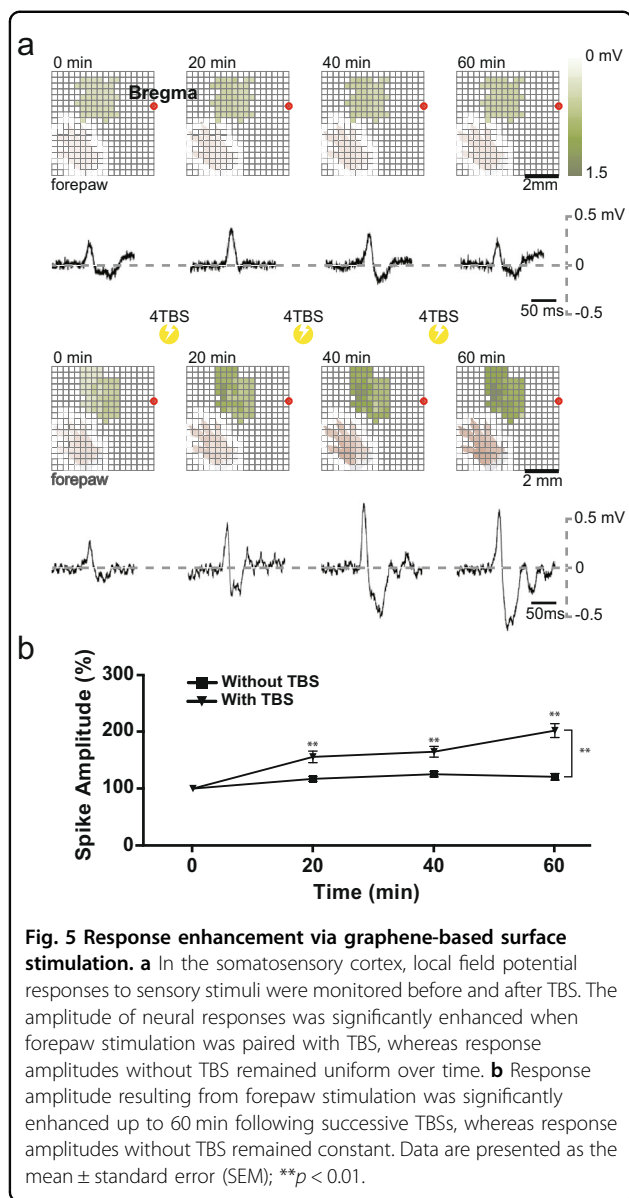 a
0 min 20 min 40 min 60 min 0 mV
Bregma
1.5
forepaw 2mm
0.5 mV
0
-0.5
50 ms
4TBS 4TBS 4TBS
0 min 20 min 40 min 60 min
forepaw 2 mm
0.5 mV
0
-0.5
50ms
b
Spike Amplitude (%)
300
200
100
0
Without TBS
With TBS
** ** ** **
0 20 40 60
Time (min)
Fig. 5 Response enhancement via graphene-based surface
stimulation. a In the somatosensory cortex, local field potential
responses to sensory stimuli were monitored before and after TBS. The
amplitude of neural responses was significantly enhanced when
forepaw stimulation was paired with TBS, whereas response
amplitudes without TBS remained uniform over time. b Response
amplitude resulting from forepaw stimulation was significantly
enhanced up to 60 min following successive TBSs, whereas response
amplitudes without TBS remained constant. Data are presented as the
mean ± standard error (SEM); **p < 0.01.